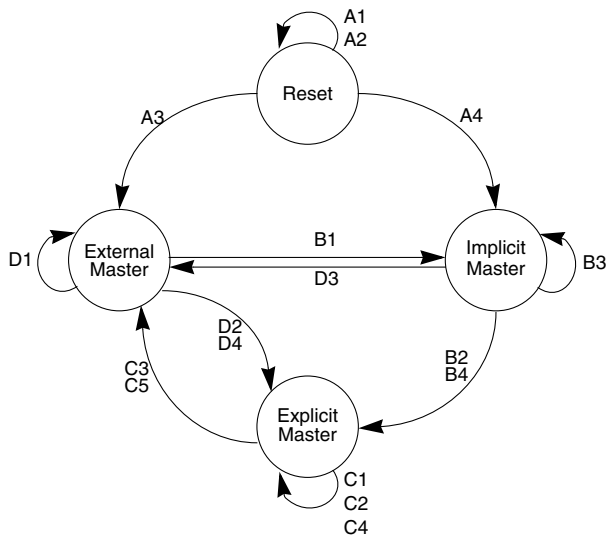 A1
A2
Reset
A3
A4
External
Master
B1
D3
Implicit
Master
D1
B3
D2
D4
B2
B4
C3
C5
Explicit
Master
C1
C2
C4